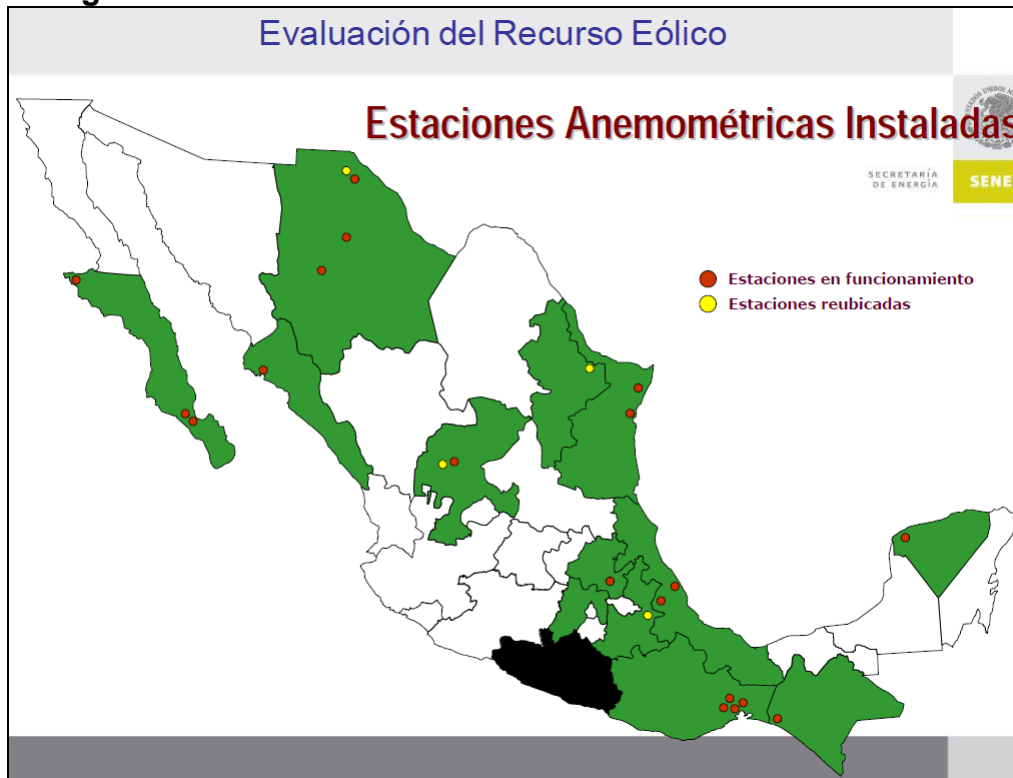 Evaluación del Recurso Eólico
Estaciones Anemométricas Instaladas
SECRETARÍA
DE ENERGÍA
SENE
Estaciones en funcionamiento
Estaciones reubicadas